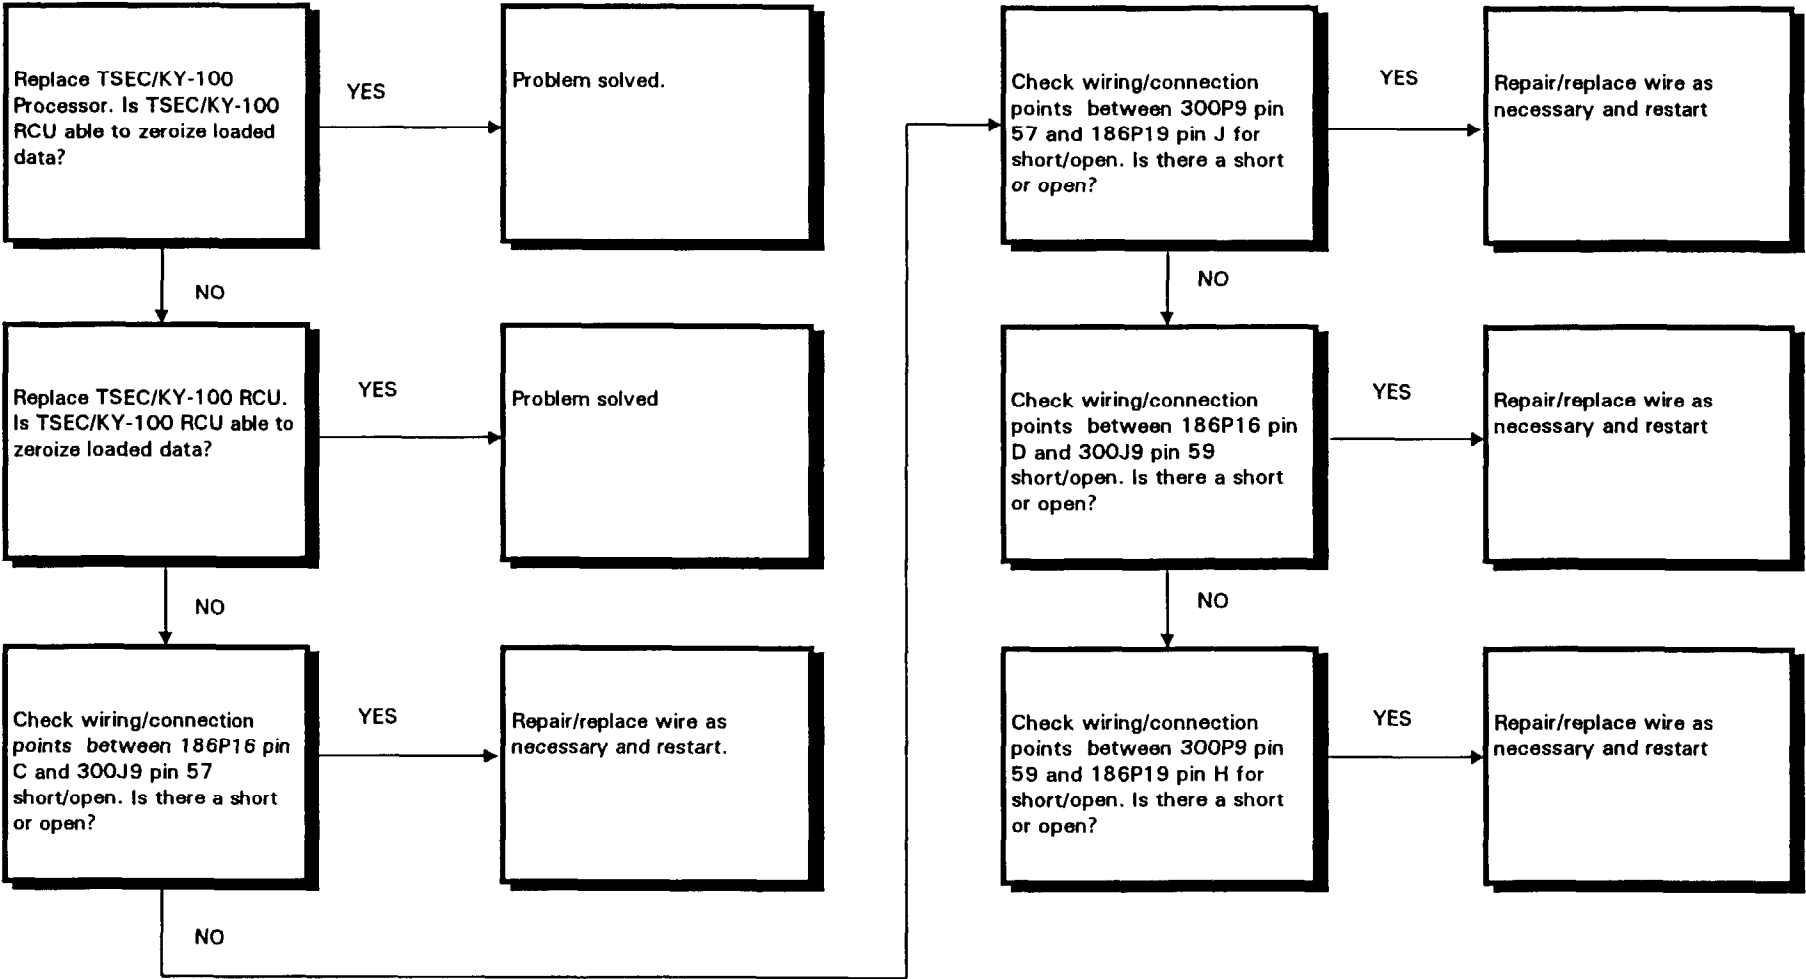 Replace TSEC/KY-100
Processor. Is TSEC/KY-100
RCU able to zeroize loaded
data?
YES
Problem solved.
NO
Replace TSEC/KY-100 RCU.
Is TSEC/KY-100 RCU able to
zeroize loaded data?
YES
Problem solved
NO
Check wiring/connection
points between 186P16 pin
C and 300J9 pin 57
short/open. Is there a short
or open?
YES
Repair/replace wire as
necessary and restart.
NO
Check wiring/connection
points between 300P9 pin
57 and 186P19 pin J for
short/open. Is there a short
or open?
YES
Repair/replace wire as
necessary and restart
NO
Check wiring/connection
points between 186P16 pin
D and 300J9 pin 59
short/open. Is there a short
or open?
YES
Repair/replace wire as
necessary and restart
NO
Check wiring/connection
points between 300P9 pin
59 and 186P19 pin H for
short/open. Is there a short
or open?
YES
Repair/replace wire as
necessary and restart